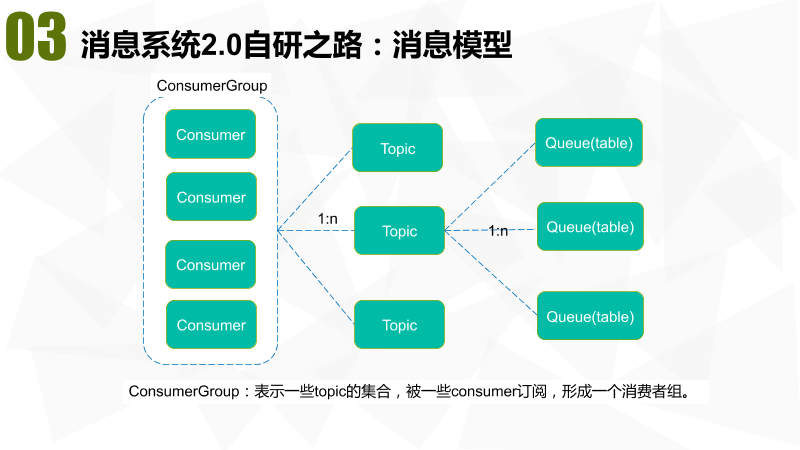 03 消息系统2.0自研之路：消息模型
ConsumerGroup
Consumer
Consumer
Consumer
Consumer
1:n
Topic
Topic
Topic
1:n
Queue(table)
Queue(table)
Queue(table)
ConsumerGroup：表示一些topic的集合，被一些consumer订阅，形成一个消费者组。